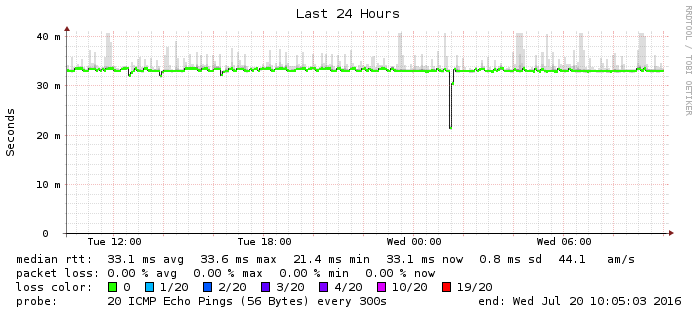 Last 24 Hours
RRDTOOL / TOBI OETIKER
Seconds
40 m
30 m
20 m
10 m
0
Tue 12:00 Tue 18:00 Wed 00:00 Wed 06:00
median rtt: 33.1 ms avg 33.6 ms max 21.4 ms min 33.1 ms now 0.8 ms sd 44.1 am/s
packet loss: 0.00 % avg 0.00 % max 0.00 % min 0.00 % now
loss color: 0 1/20 2/20 3/20 4/20 10/20 19/20
probe: 20 ICMP Echo Pings (56 Bytes) every 300s end: Wed Jul 20 10:05:03 2016